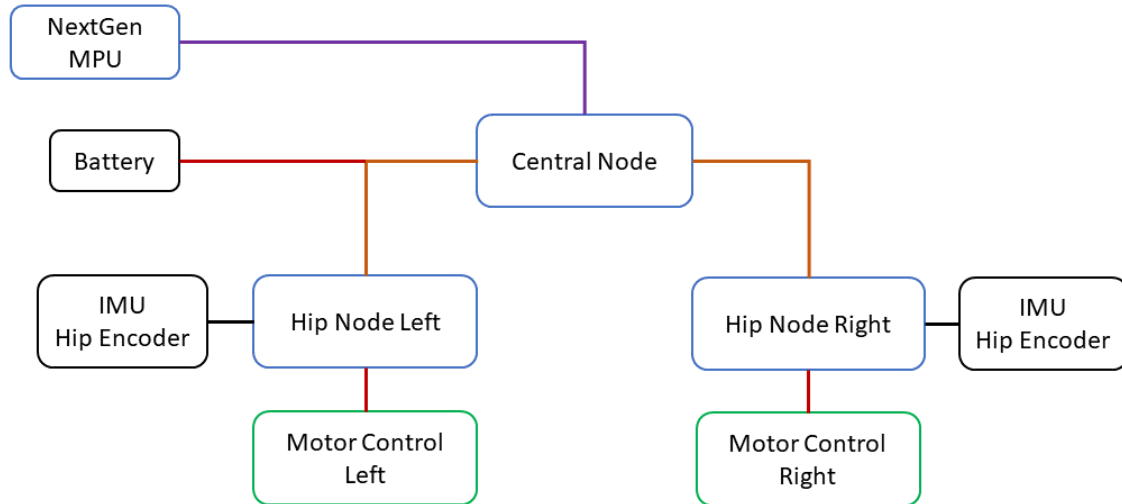 NextGen
MPU
Battery
Central Node
IMU
Hip Encoder
Hip Node Left
Hip Node Right
IMU
Hip Encoder
Motor Control
Left
Motor Control
Right